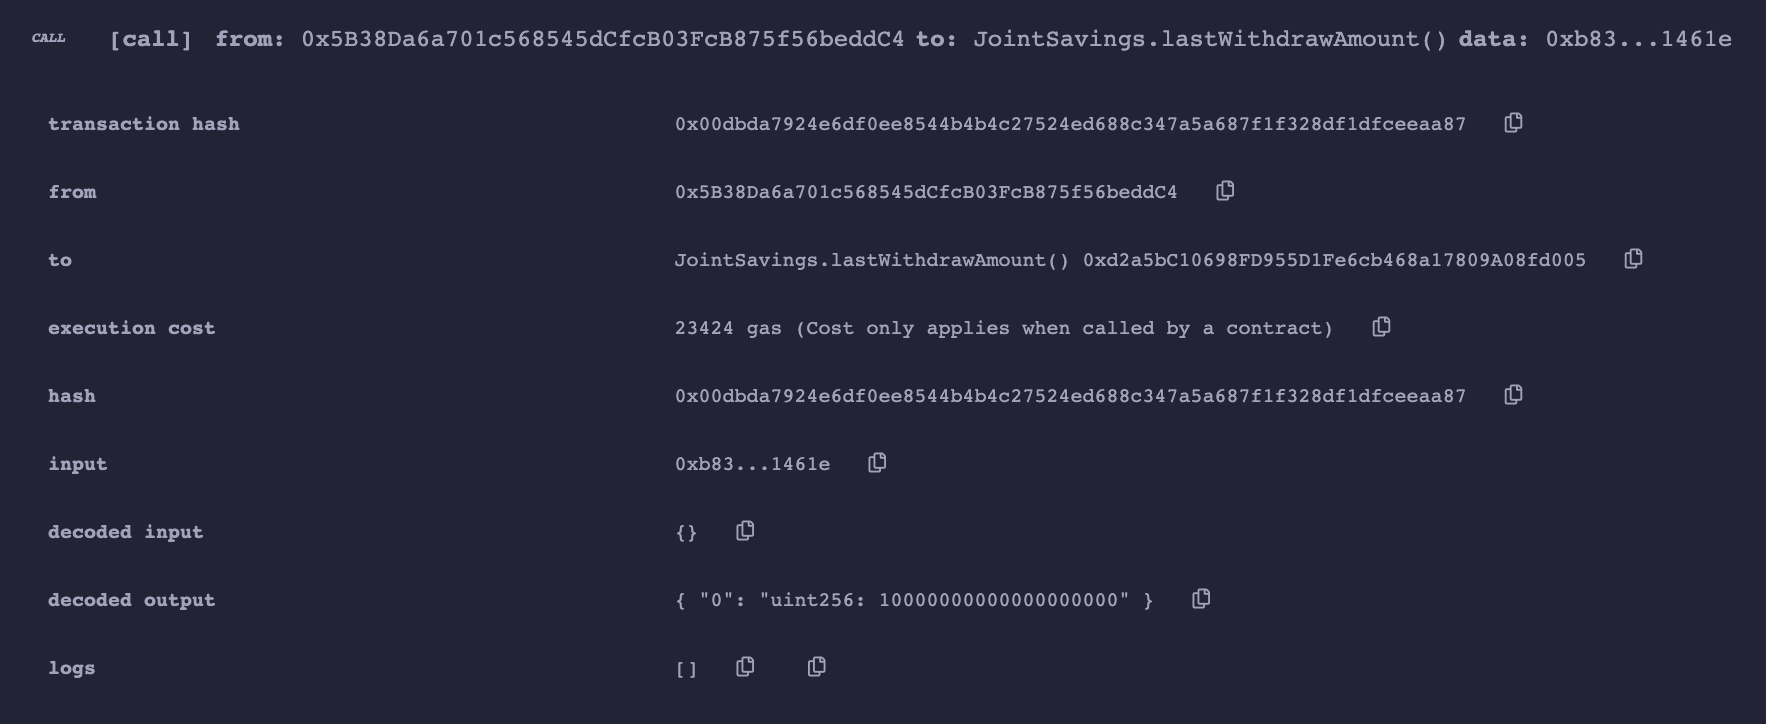 CALL [call] from: 0x5B38Da6a701c568545dCfcB03FcB875f56beddC4 to: JointSavings.lastWithdrawAmount() data: 0xb83...1461e
transaction hash 0x00dbda7924e6df0ee8544b4b4c27524ed688c347a5a687f1f328df1dfceeaa87
from 0x5B38Da6a701c568545dCfcB03FcB875f56beddC4
to JointSavings.lastWithdrawAmount() 0xd2a5bC10698FD955D1Fe6cb468a17809A08fd005
execution cost 23424 gas (Cost only applies when called by a contract)
hash 0x00dbda7924e6df0ee8544b4b4c27524ed688c347a5a687f1f328df1dfceeaa87
input 0xb83...1461e
decoded input {}
decoded output { "0": "uint256: 10000000000000000000" }
logs []